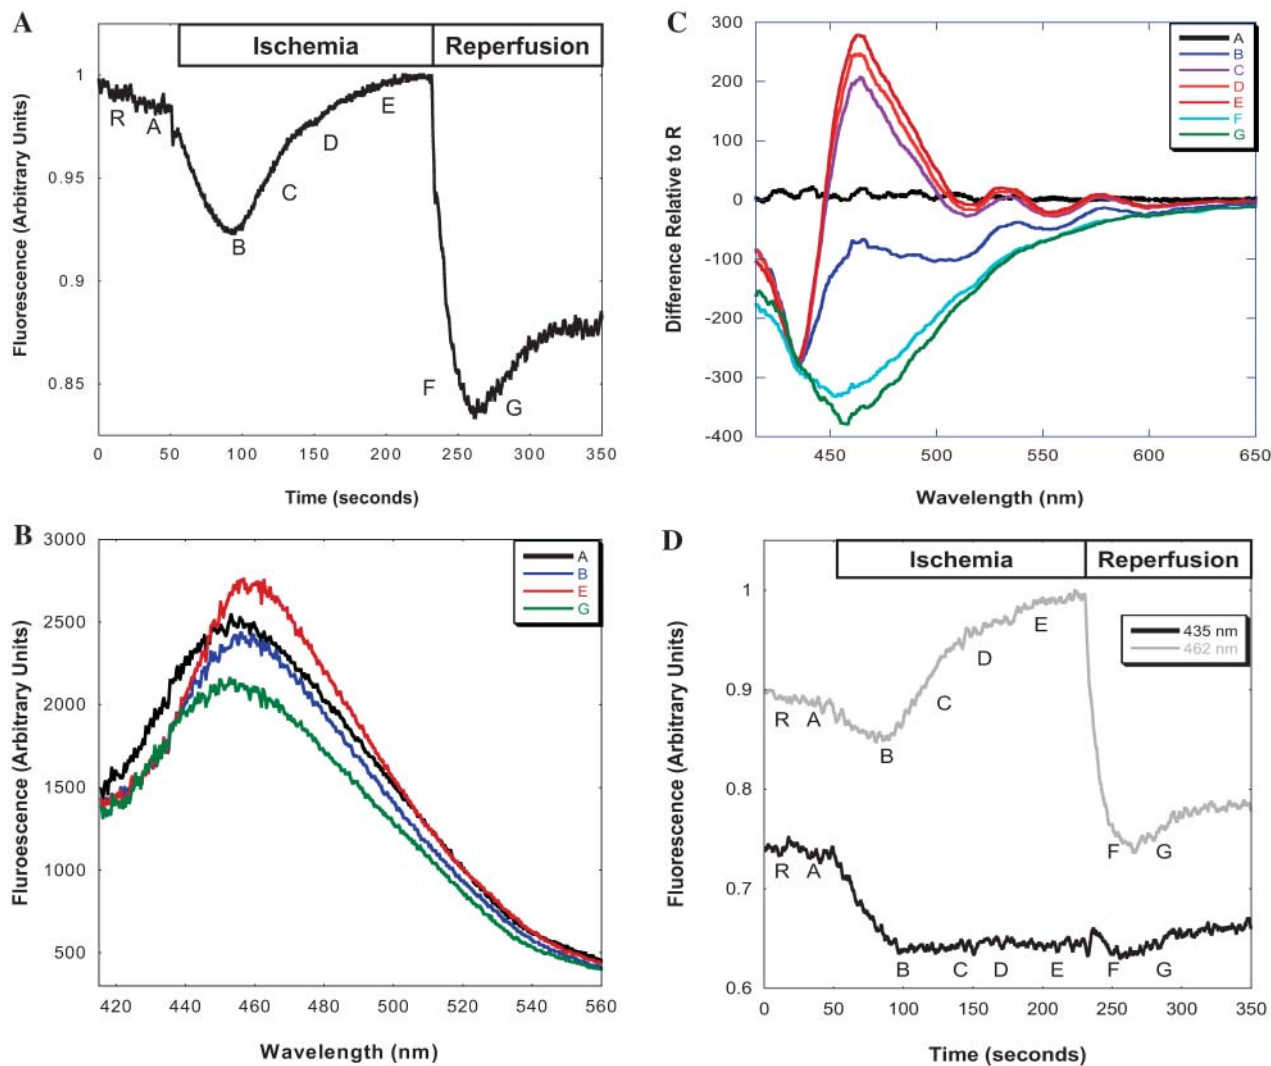 A
Ischemia
Reperfusion
Fluorescence (Arbitrary Units)
1
0.95
0.9
0.85
R
A
B
C
D
E
F
G
0
50
100
150
200
250
300
350
Time (seconds)
C
Difference Relative to R
300
200
100
0
-100
-200
-300
-400
A
B
C
D
E
F
G
450
500
550
600
650
Wavelength (nm)
B
Fluroescence (Arbitrary Units)
3000
2500
2000
1500
1000
500
A
B
E
G
420
440
460
480
500
520
540
560
Wavelength (nm)
D
Ischemia
Reperfusion
Fluorescence (Arbitrary Units)
1
0.9
0.8
0.7
0.6
435 nm
462 nm
R
A
B
C
D
E
F
G
R
A
B
C
D
E
F
G
0
50
100
150
200
250
300
350
Time (seconds)